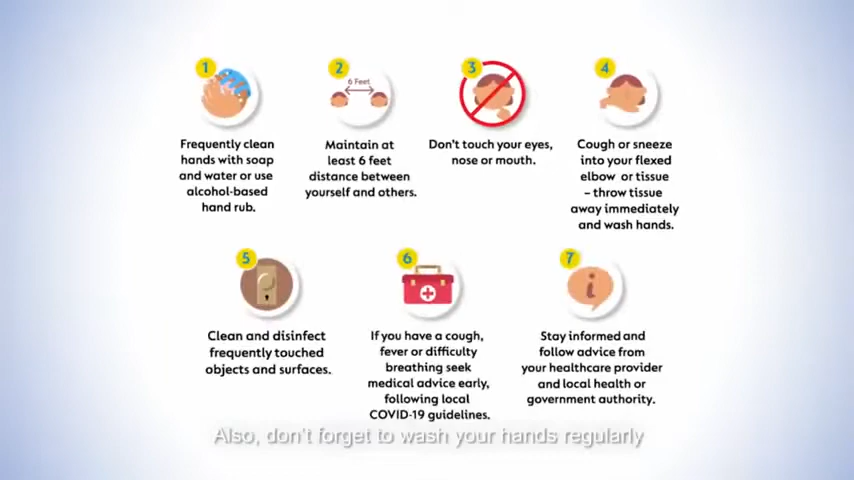 1
Frequently clean
hands with soap
and water or use
alcohol-based
hand rub.
2
6 Feet
Maintain at
least 6 feet
distance between
yourself and others.
3
Don't touch your eyes,
nose or mouth.
4
Cough or sneeze
into your flexed
elbow or tissue
– throw tissue
away immediately
and wash hands.
5
Clean and disinfect
frequently touched
objects and surfaces.
6
If you have a cough,
fever or difficulty
breathing seek
medical advice early,
following local
COVID-19 guidelines.
7
i
Stay informed and
follow advice from
your healthcare provider
and local health or
government authority.
Also, don't forget to wash your hands regularly